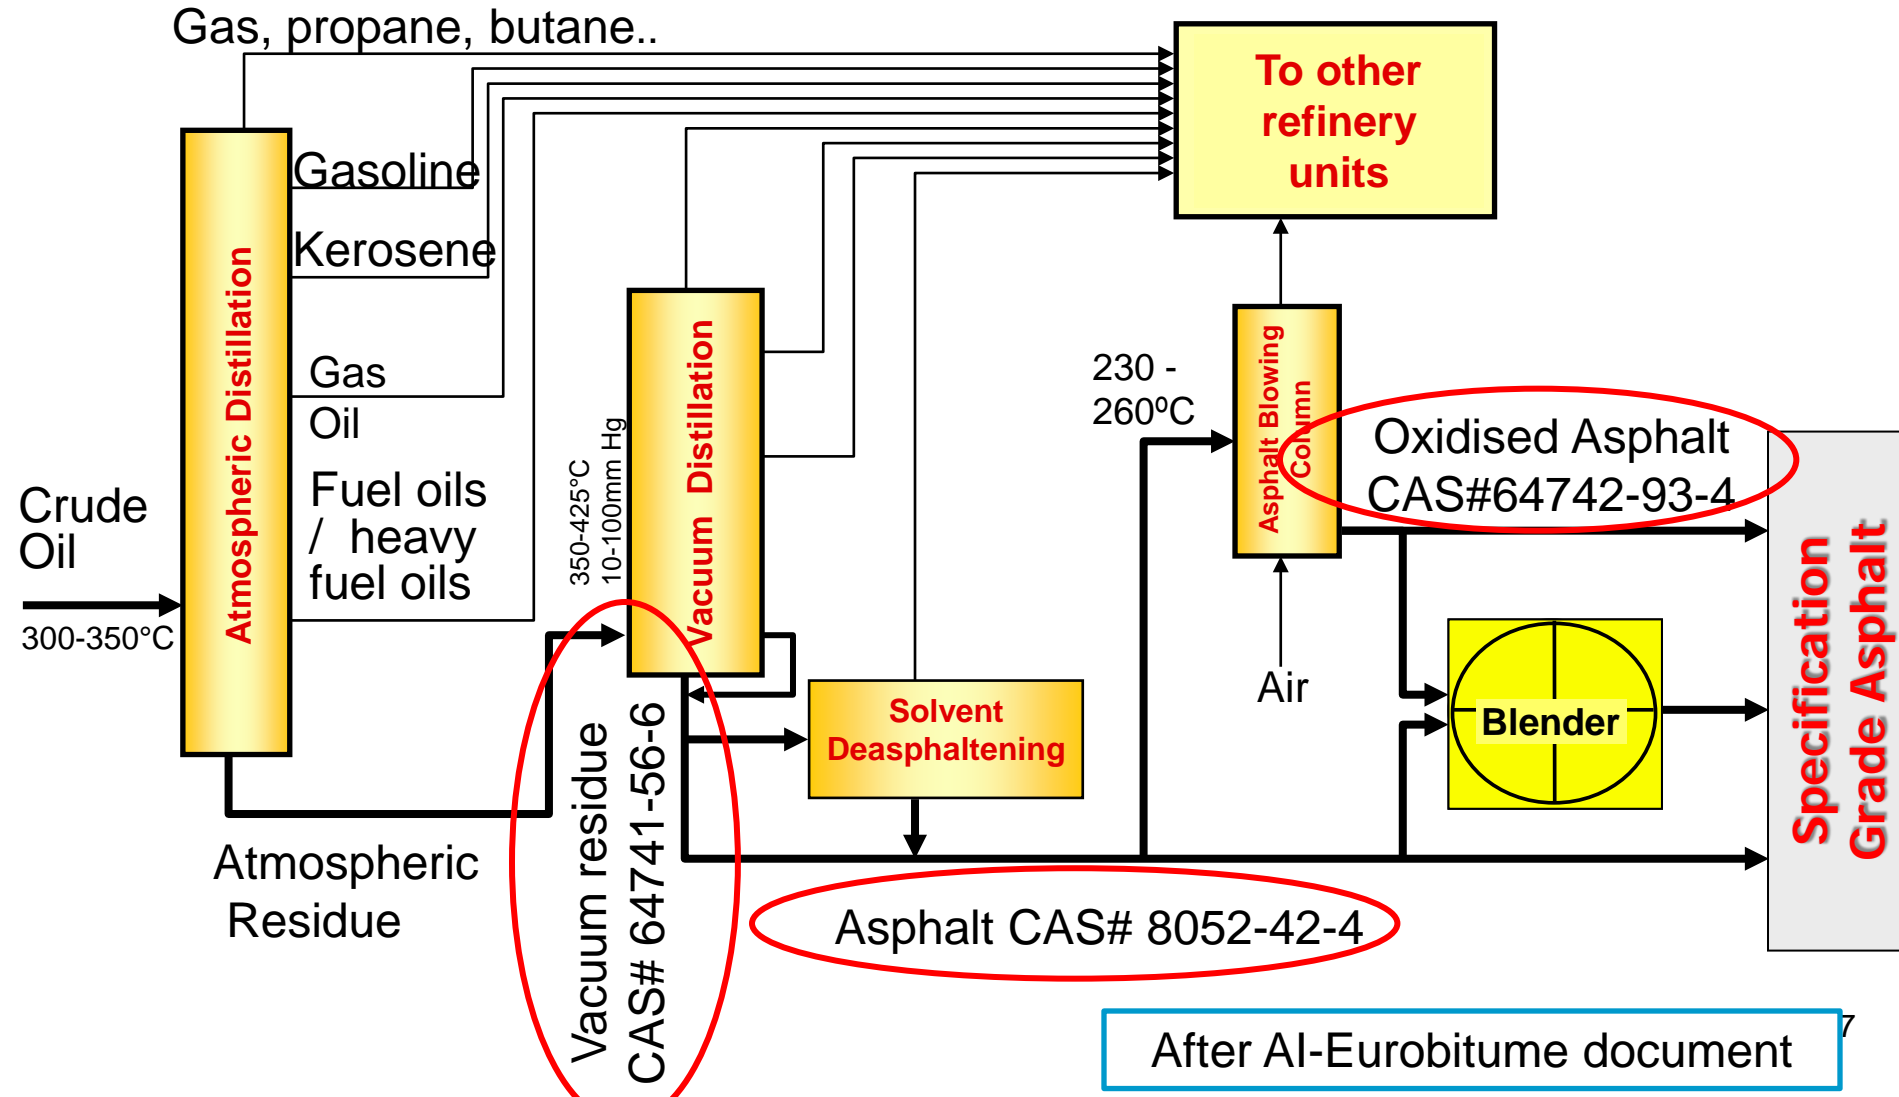 Gas, propane, butane..
To other
refinery
units
Gasoline
Kerosene
Gas
Oil
Fuel oils
/ heavy
fuel oils
Atmospheric Distillation
Crude
Oil
300-350°C
Atmospheric
Residue
350-425°C
10-100mm Hg
Vacuum Distillation
Vacuum residue
CAS# 64741-56-6
Solvent
Deasphaltening
230 -
260ºC
Asphalt Blowing
Column
Air
Oxidised Asphalt
CAS#64742-93-4
Blender
Specification
Grade Asphalt
Asphalt CAS# 8052-42-4
After AI-Eurobitume document
7